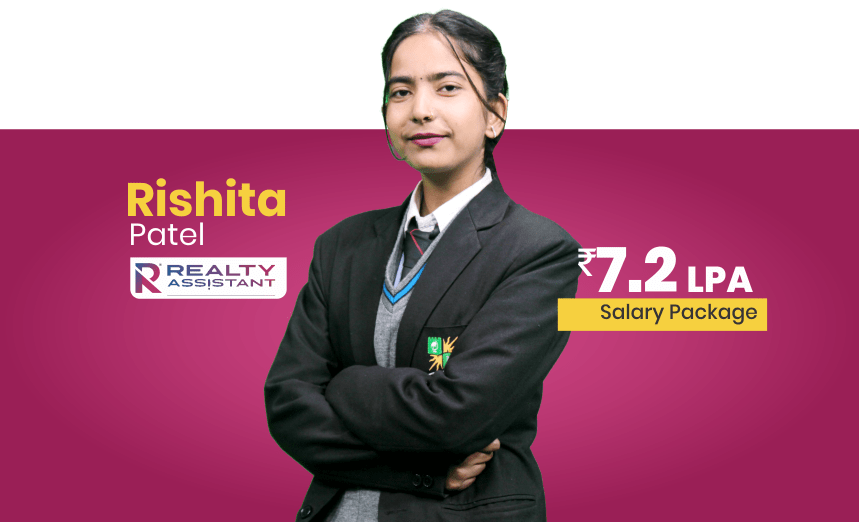 Rishita
Patel
REALTY
ASSISTANT
₹7.2 LPA
Salary Package